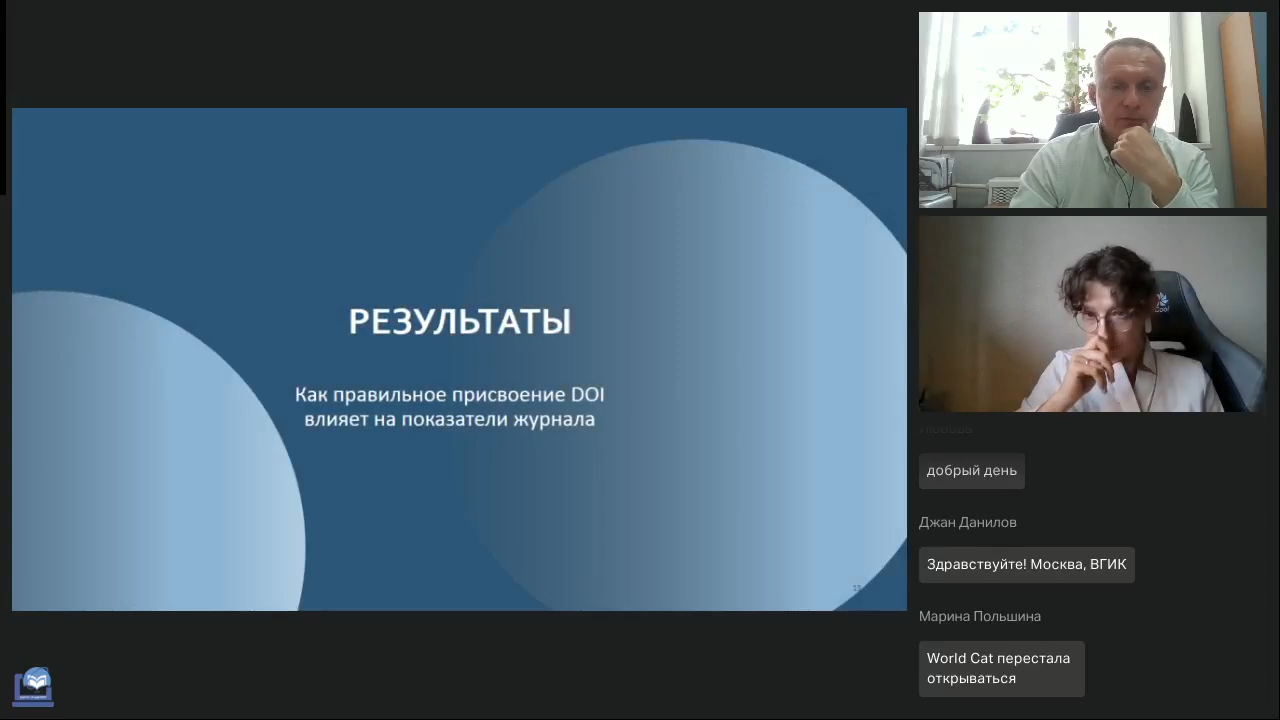 РЕЗУЛЬТАТЫ
Как правильное присвоение DOI
влияет на показатели журнала
добрый день
Джан Данилов
Здравствуйте! Москва, ВГИК
Марина Польшина
World Cat перестала
открываться